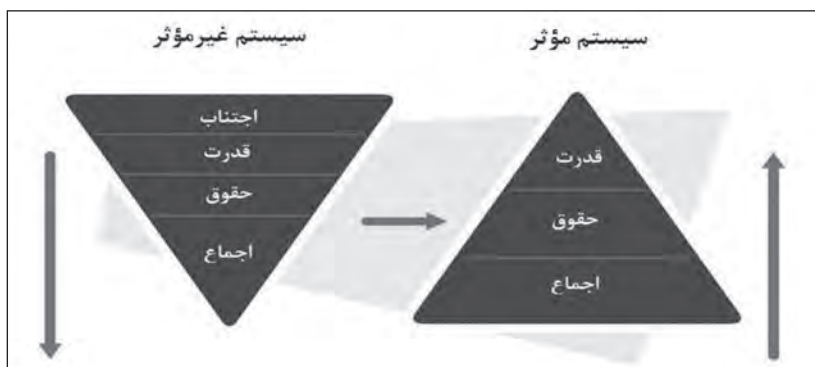 سیستم مؤثر
سیستم غیرمؤثر
قدرت
حقوق
اجماع
اجتناب
قدرت
حقوق
اجماع